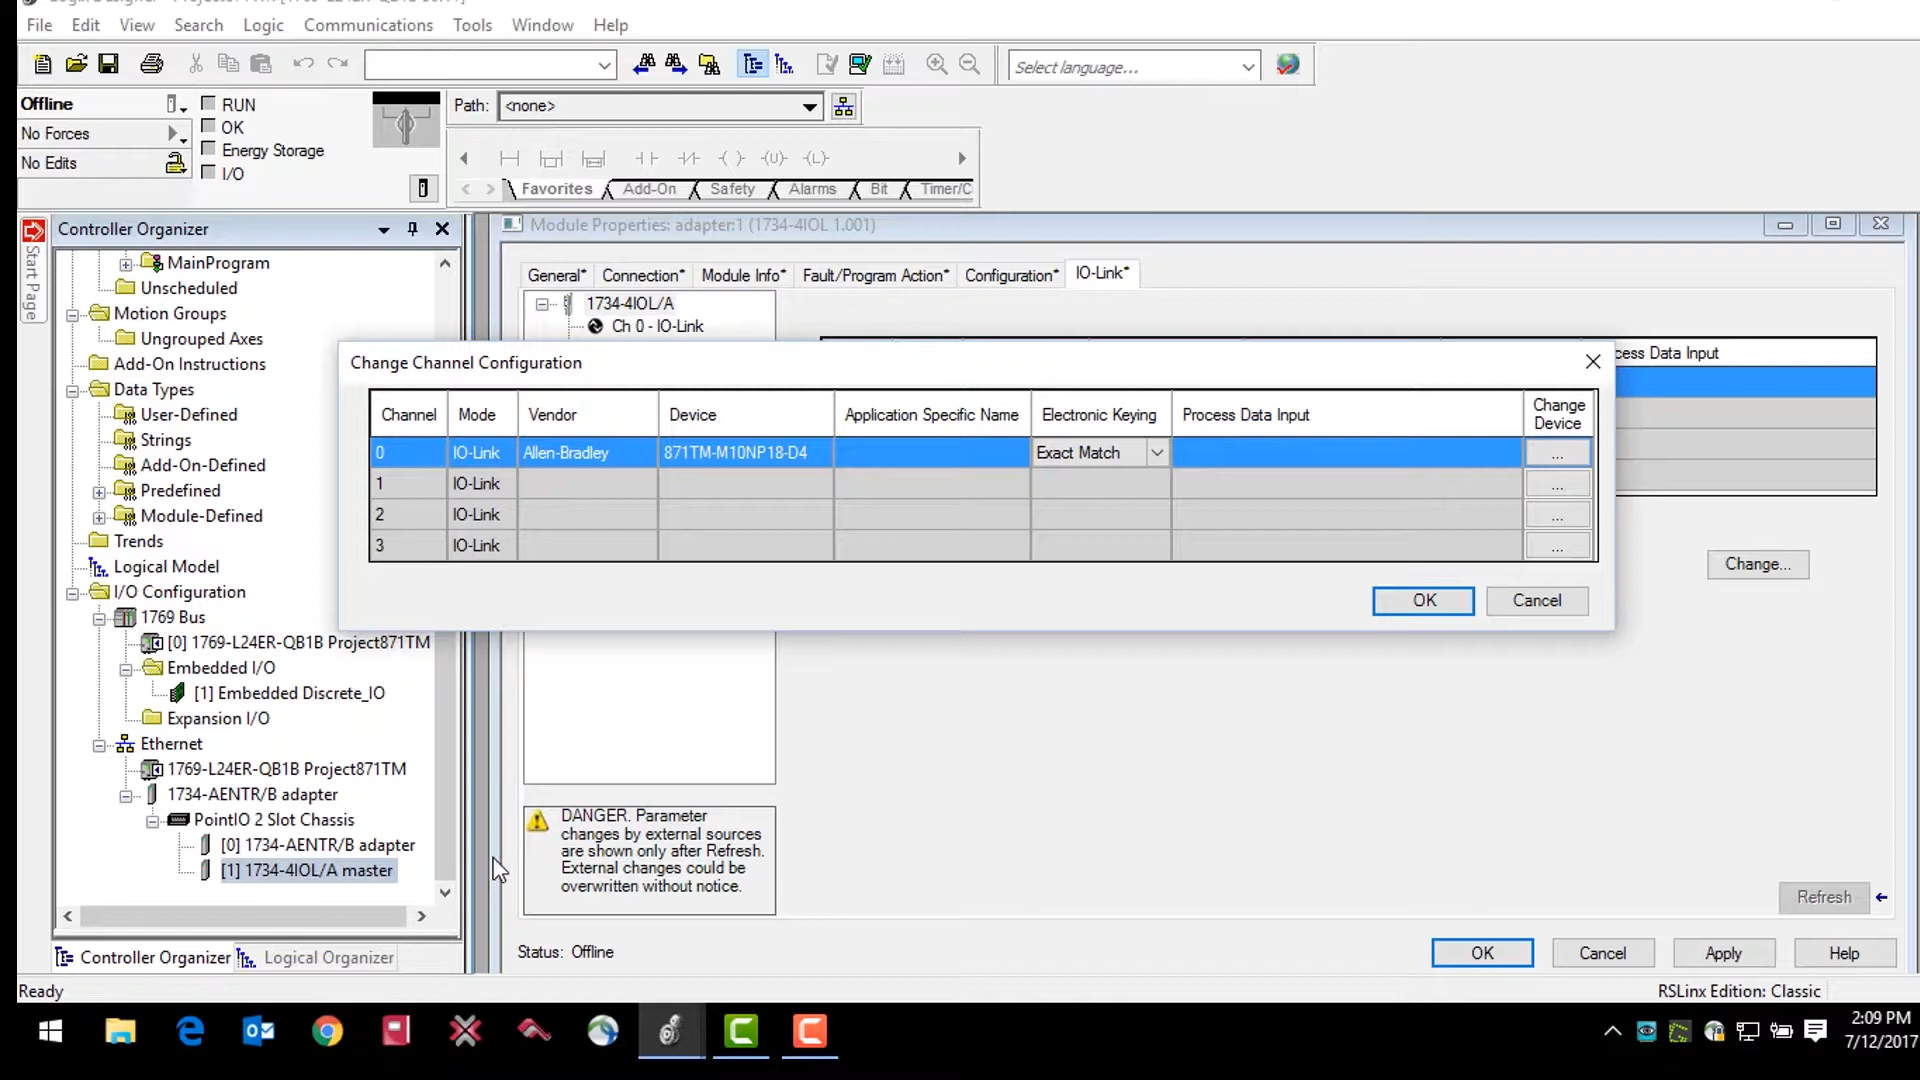 File Edit View Search Logic Communications Tools Window Help
Select language...
Offline
RUN
Path: <none>
No Forces
OK
Energy Storage
No Edits
I/O
Favorites Add-On Safety Alarms Bit Timer/C
Start Page
Controller Organizer
MainProgram
Unscheduled
Motion Groups
Ungrouped Axes
Add-On Instructions
Data Types
User-Defined
Strings
Add-On-Defined
Predefined
Module-Defined
Trends
Logical Model
I/O Configuration
1769 Bus
[0] 1769-L24ER-QB1B Project871TM
Embedded I/O
[1] Embedded Discrete_IO
Expansion I/O
Ethernet
1769-L24ER-QB1B Project871TM
1734-AENTR/B adapter
PointIO 2 Slot Chassis
[0] 1734-AENTR/B adapter
[1] 1734-4IOL/A master
Controller Organizer Logical Organizer
Module Properties: adapter:1 (1734-4IOL 1.001)
General* Connection* Module Info* Fault/Program Action* Configuration* IO-Link*
1734-4IOL/A
Ch 0 - IO-Link
cess Data Input
Change Channel Configuration
Channel Mode Vendor Device Application Specific Name Electronic Keying Process Data Input Change Device
0 IO-Link Allen-Bradley 871TM-M10NP18-D4 Exact Match ...
1 IO-Link ...
2 IO-Link ...
3 IO-Link ...
OK Cancel
Change...
DANGER. Parameter
changes by external sources
are shown only after Refresh.
External changes could be
overwritten without notice.
Refresh
Status: Offline
OK Cancel Apply Help
Ready
RSLinx Edition: Classic
2:09 PM
7/12/2017